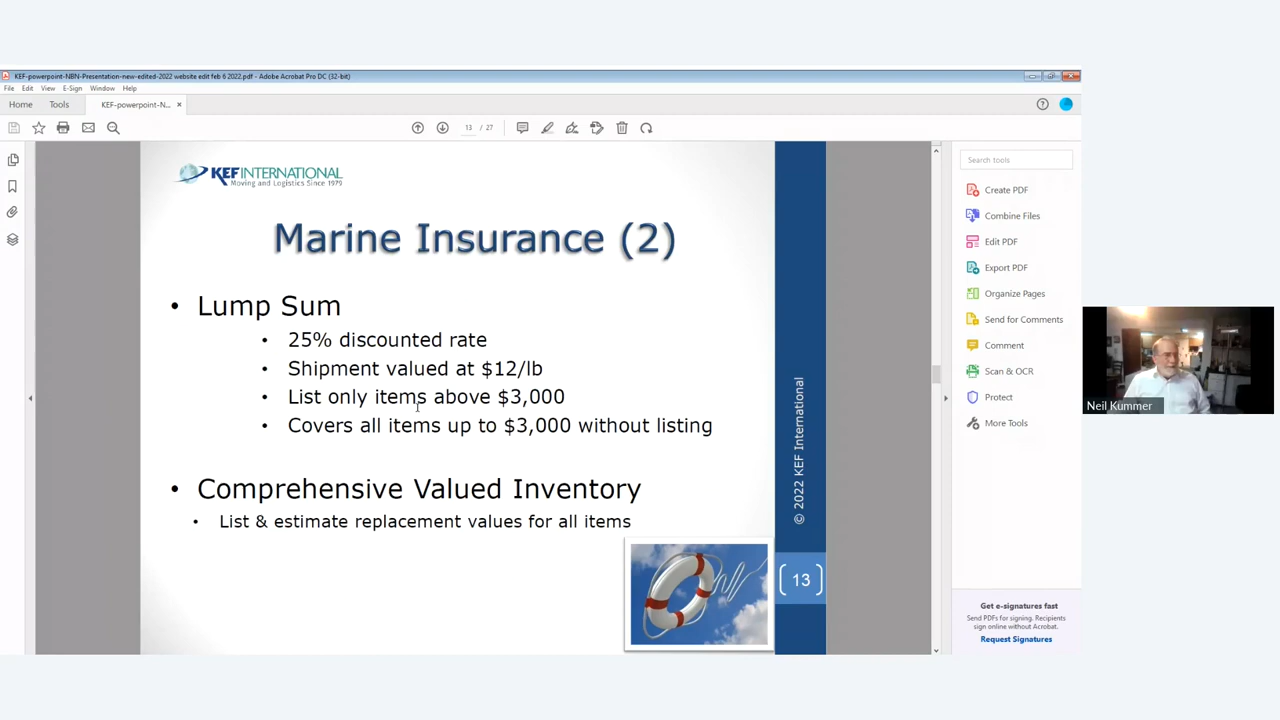 KEF-powerpoint-NBN-Presentation-new-edited-2022 website edit feb 6 2022.pdf - Adobe Acrobat Pro DC (32-bit)
File Edit View E-Sign Window Help
Home Tools KEF-powerpoint-N... ×
13 / 27
Search tools
KEF INTERNATIONAL
Moving and Logistics Since 1979
Marine Insurance (2)
• Lump Sum
• 25% discounted rate
• Shipment valued at $12/lb
• List only items above $3,000
• Covers all items up to $3,000 without listing
• Comprehensive Valued Inventory
• List & estimate replacement values for all items
© 2022 KEF International
13
Create PDF
Combine Files
Edit PDF
Export PDF
Organize Pages
Send for Comments
Comment
Scan & OCR
Protect
More Tools
Get e-signatures fast
Send PDFs for signing. Recipients
sign online without Acrobat.
Request Signatures
Neil Kummer